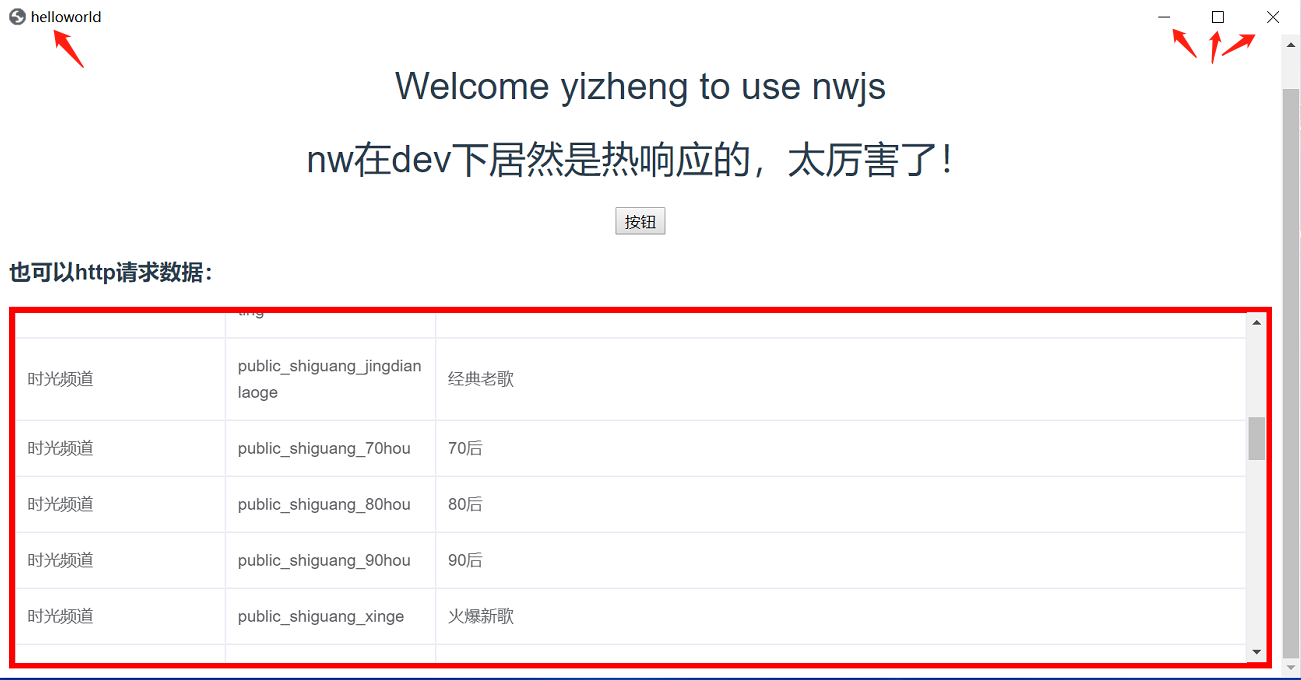 helloworld
Welcome yizheng to use nwjs
nw在dev下居然是热响应的，太厉害了！
按钮
也可以http请求数据：
时光频道 public_shiguang_jingdian 经典老歌
laoge
时光频道 public_shiguang_70hou 70后
时光频道 public_shiguang_80hou 80后
时光频道 public_shiguang_90hou 90后
时光频道 public_shiguang_xinge 火爆新歌